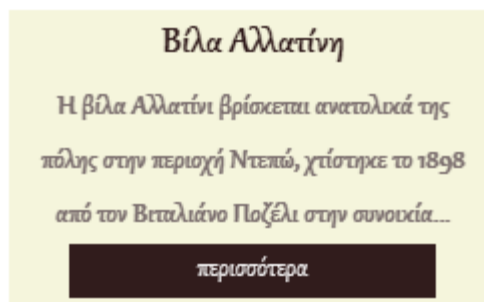 Βίλα Αλλατίνη
Η βίλα Αλλατίνι βρίσκεται ανατολικά της
πόλης στην περιοχή Ντεπώ, χτίστηκε το 1898
από τον Βιταλιάνο Ποζέλι στην συνοικία...
περισσότερα